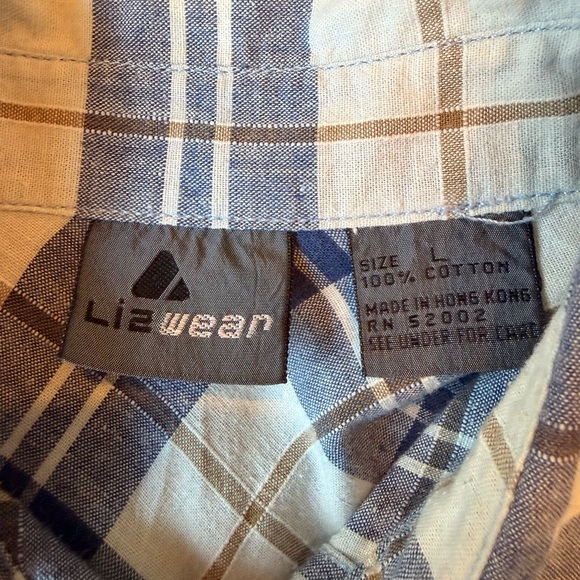 Lizwear
SIZE L
100% COTTON
MADE IN HONG KONG
RN 52002
SEE UNDER FOR CARE